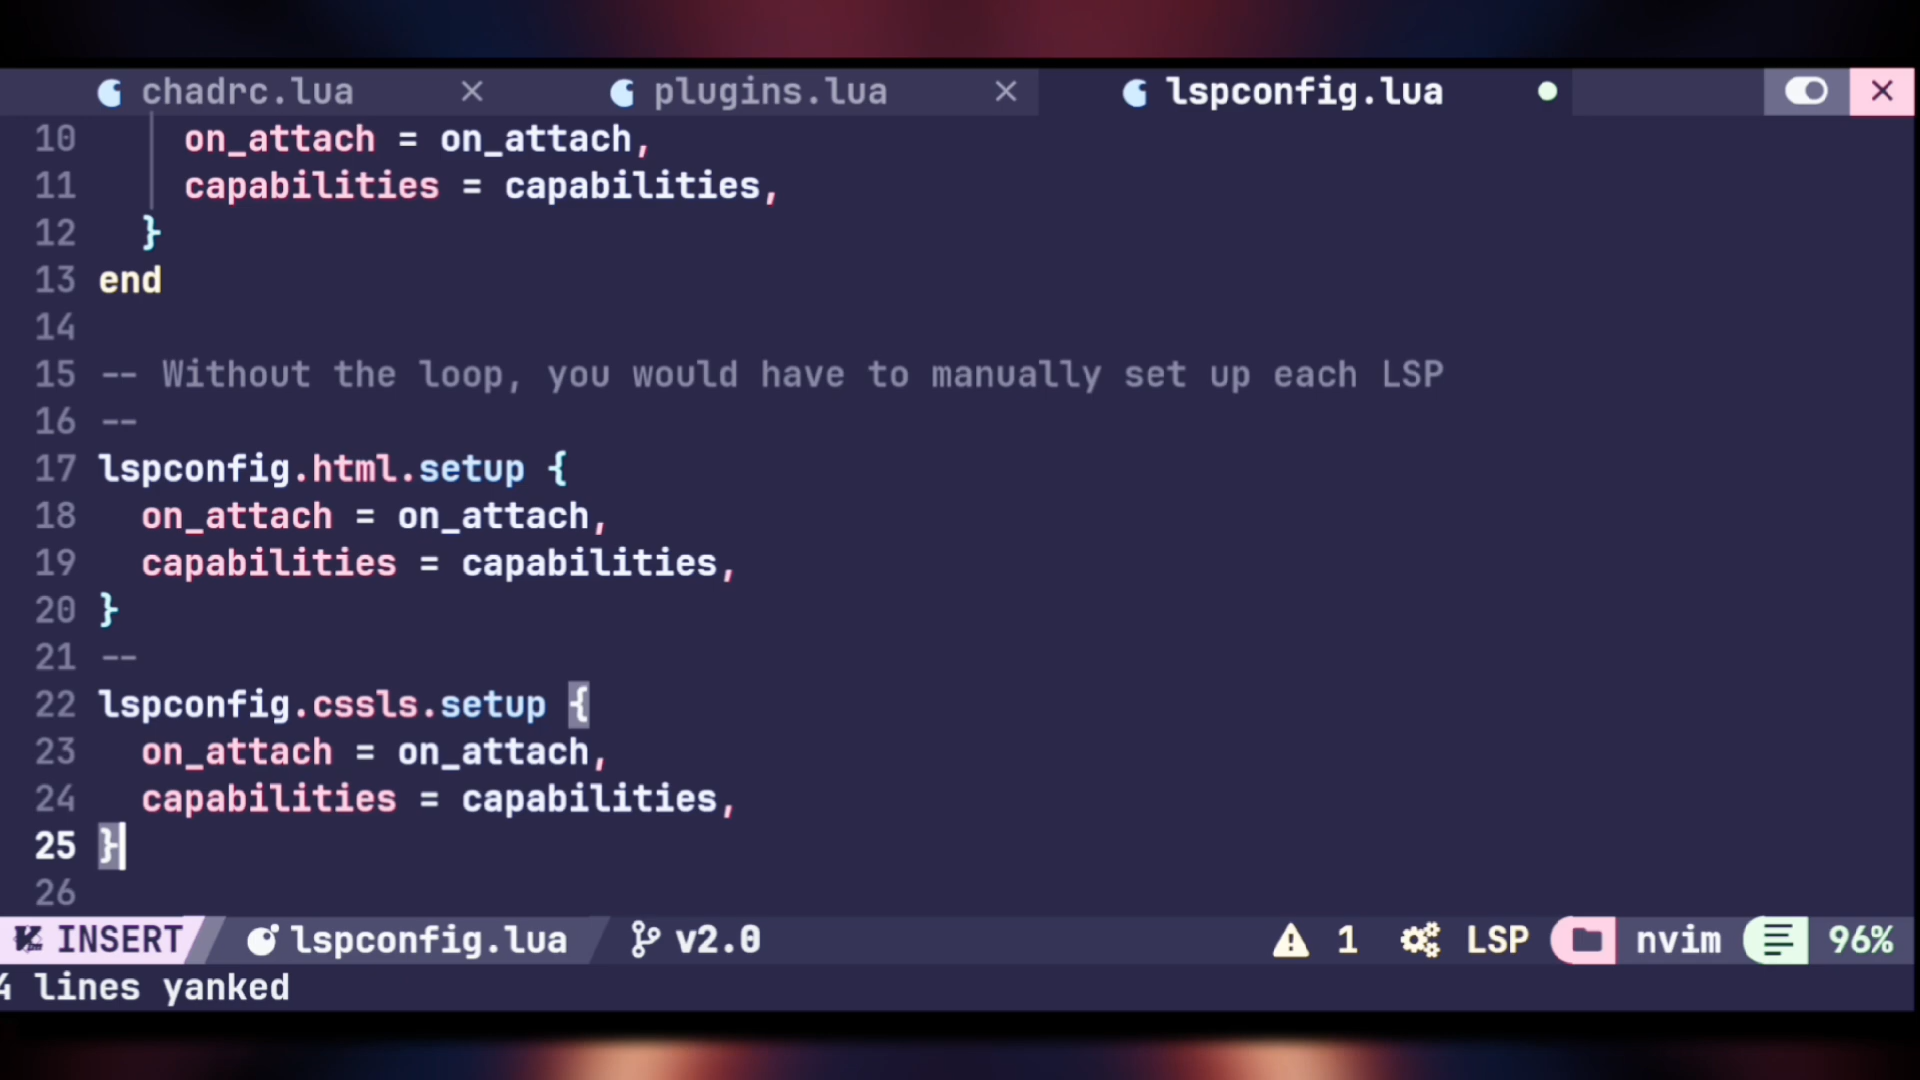 chadrc.lua × plugins.lua × lspconfig.lua ×
10 on_attach = on_attach,
11 capabilities = capabilities,
12 }
13 end
14
15 -- Without the loop, you would have to manually set up each LSP
16 --
17 lspconfig.html.setup {
18 on_attach = on_attach,
19 capabilities = capabilities,
20 }
21 --
22 lspconfig.cssls.setup {
23 on_attach = on_attach,
24 capabilities = capabilities,
25 }
26
INSERT lspconfig.lua v2.0 1 LSP nvim 96%
4 lines yanked